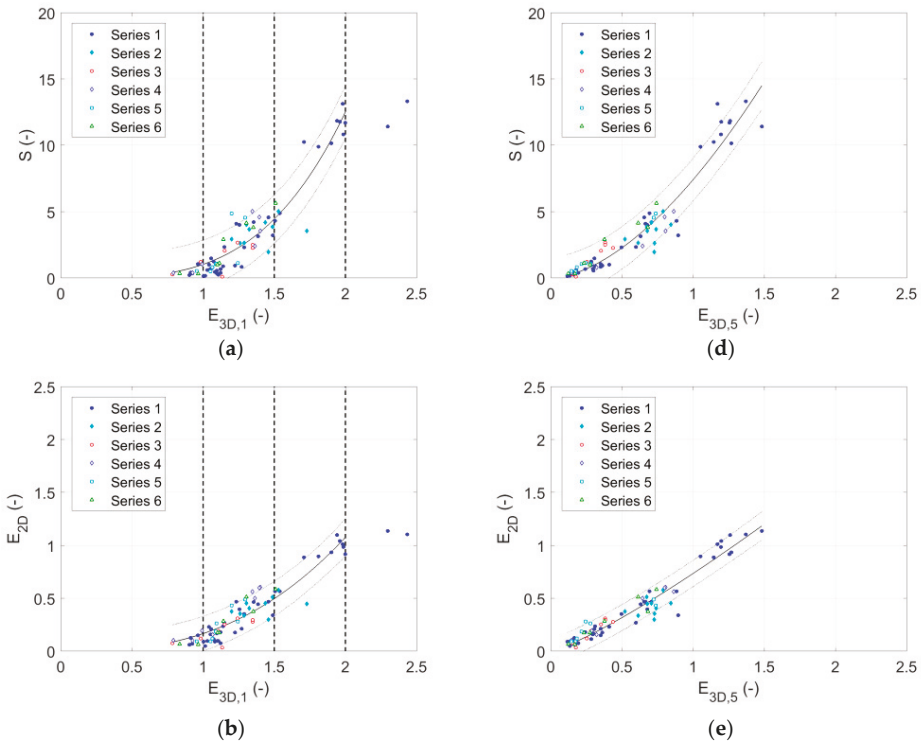 20
15
10
5
0
S (-)
Series 1
Series 2
Series 3
Series 4
Series 5
Series 6
0 0.5 1 1.5 2 2.5
E3D,1 (-)
(a)
20
15
10
5
0
S (-)
Series 1
Series 2
Series 3
Series 4
Series 5
Series 6
0 0.5 1 1.5 2 2.5
E3D,5 (-)
(d)
2.5
2
1.5
1
0.5
0
E2D (-)
Series 1
Series 2
Series 3
Series 4
Series 5
Series 6
0 0.5 1 1.5 2 2.5
E3D,1 (-)
(b)
2.5
2
1.5
1
0.5
0
E2D (-)
Series 1
Series 2
Series 3
Series 4
Series 5
Series 6
0 0.5 1 1.5 2 2.5
E3D,5 (-)
(e)